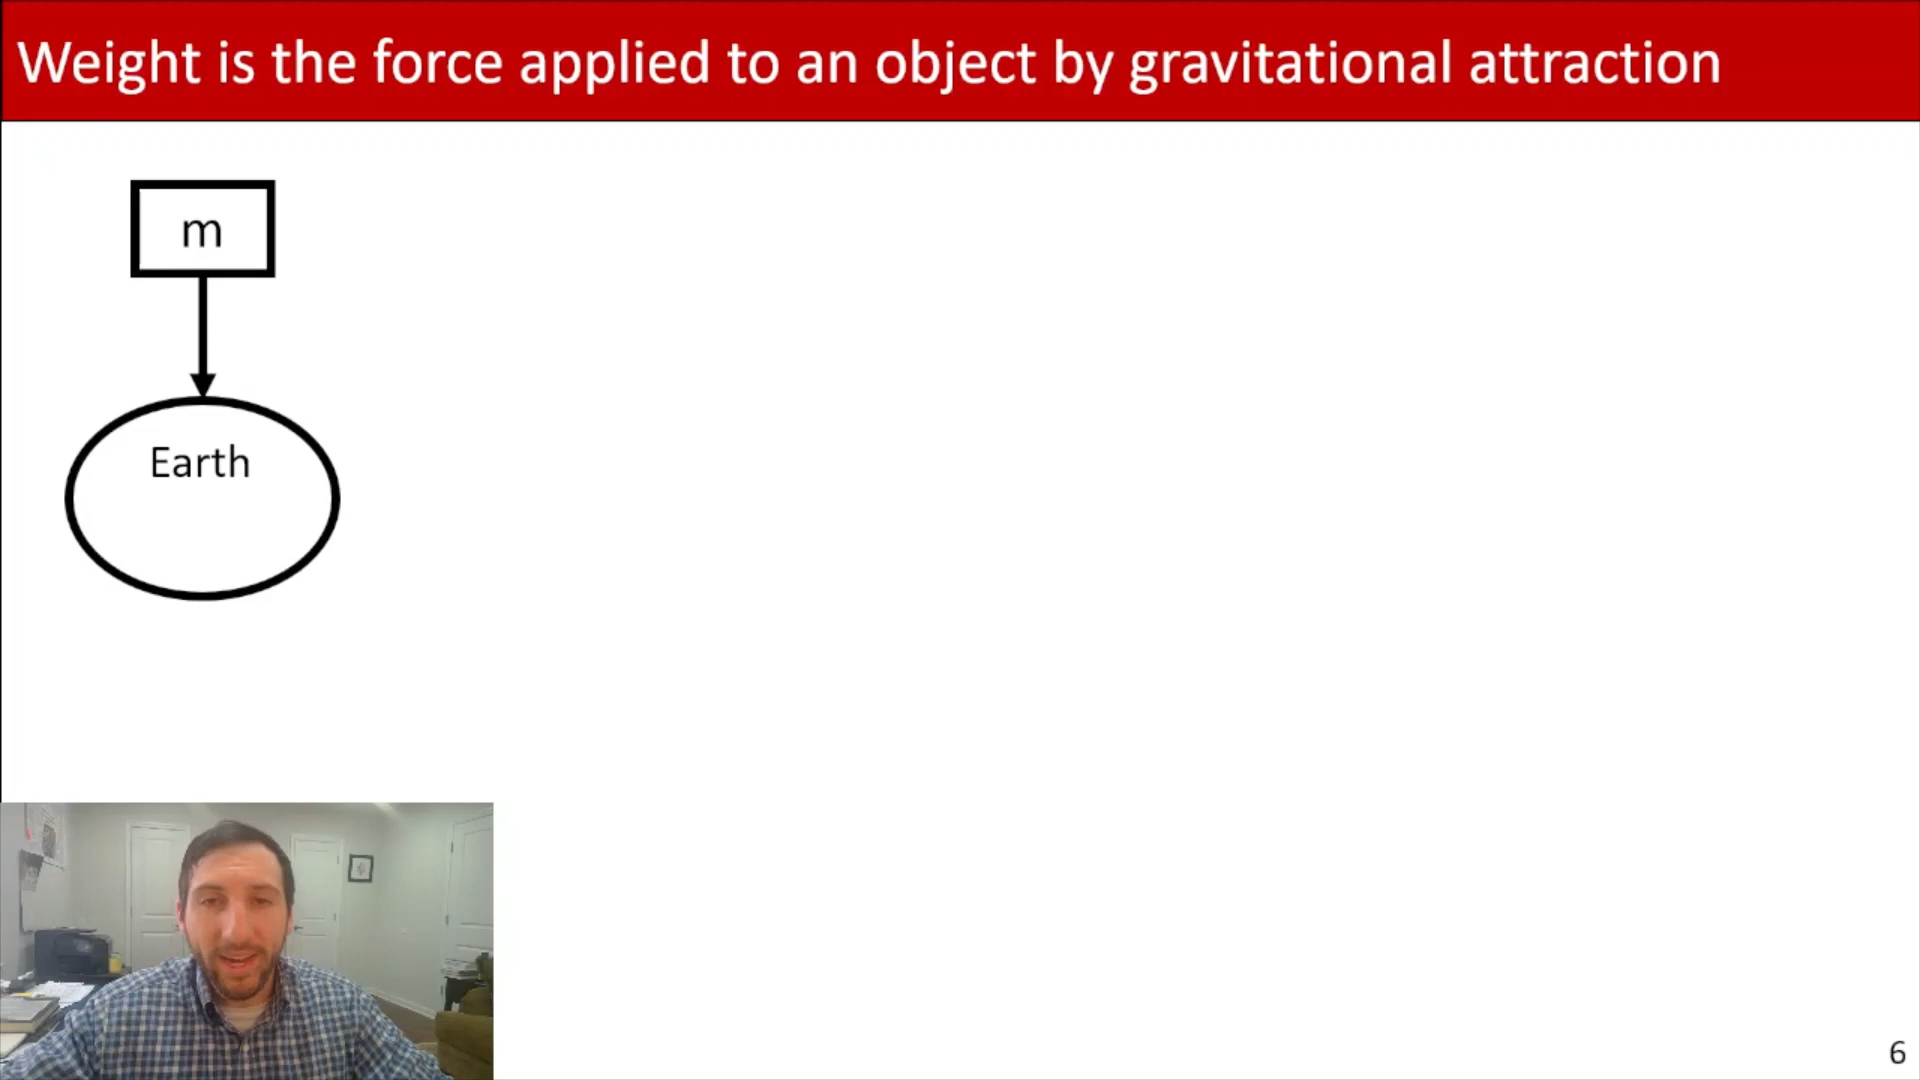 Weight is the force applied to an object by gravitational attraction
m
Earth
6